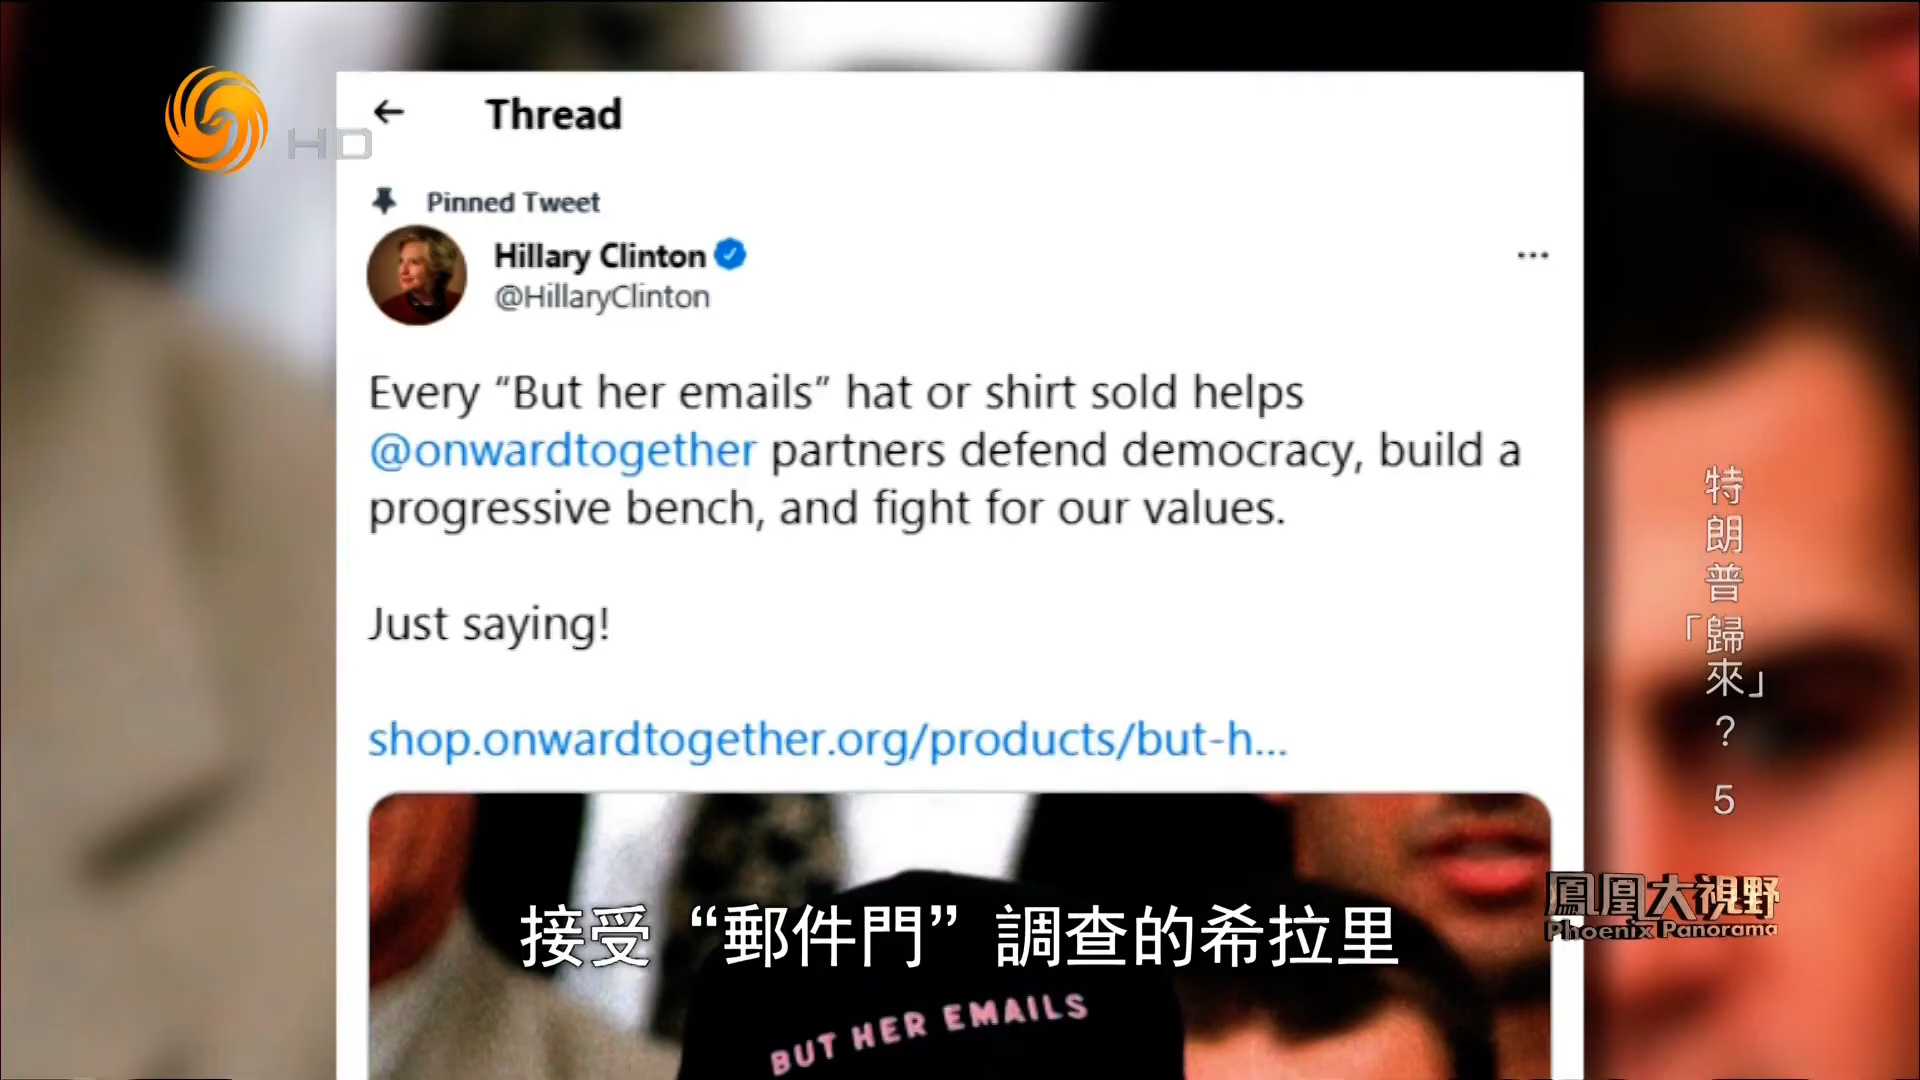 HD
Thread
Pinned Tweet
Hillary Clinton
@HillaryClinton
Every “But her emails” hat or shirt sold helps
@onwardtogether partners defend democracy, build a
progressive bench, and fight for our values.
Just saying!
shop.onwardtogether.org/products/but-h...
特朗普「歸來」？5
鳳凰大視野
Phoenix Panorama
接受“郵件門”調查的希拉里
BUT HER EMAILS